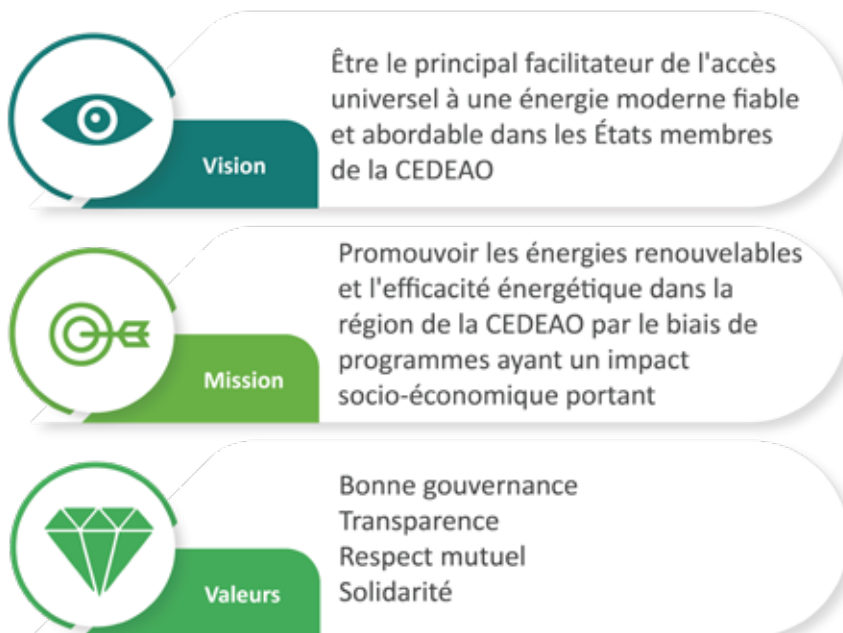 Être le principal facilitateur de l'accès
universel à une énergie moderne fiable
et abordable dans les États membres
de la CEDEAO
Vision
Promouvoir les énergies renouvelables
et l'efficacité énergétique dans la
région de la CEDEAO par le biais de
programmes ayant un impact
socio-économique portant
Mission
Bonne gouvernance
Transparence
Respect mutuel
Solidarité
Valeurs